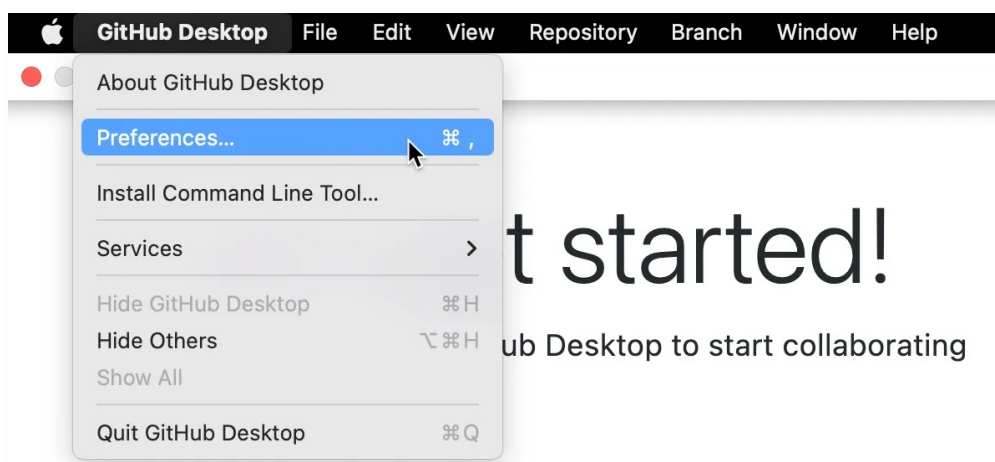 GitHub Desktop File Edit View Repository Branch Window Help
About GitHub Desktop
Preferences... ⌘ ,
Install Command Line Tool...
Services >
Hide GitHub Desktop ⌘H
Hide Others ⌥⌘H
Show All
Quit GitHub Desktop ⌘Q
t started!
ub Desktop to start collaborating